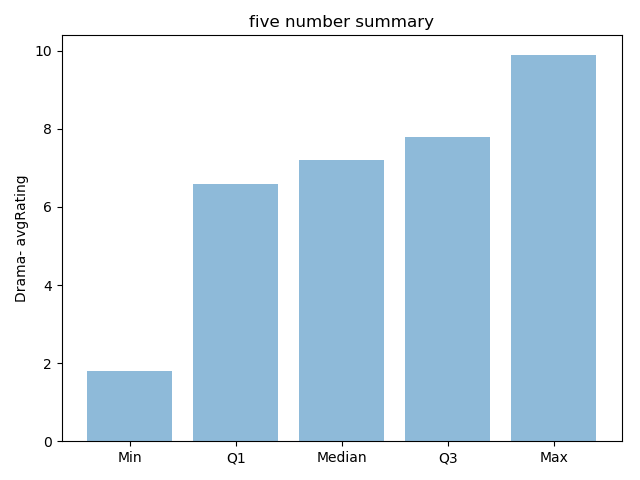 five number summary
Drama- avgRating
10
8
6
4
2
0
Min
Q1
Median
Q3
Max